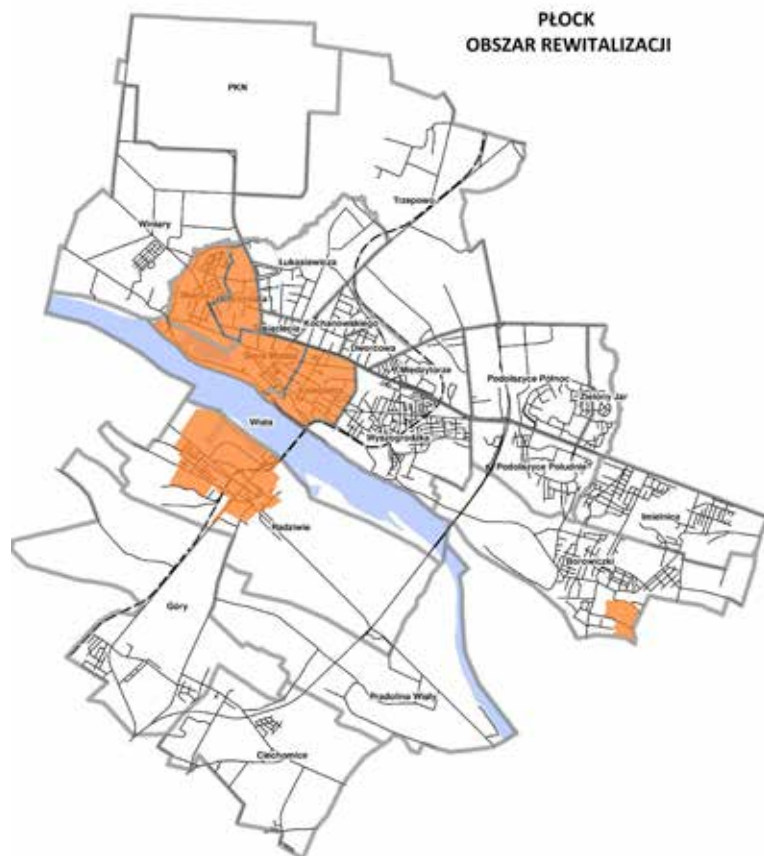 PŁOCK
OBSZAR REWITALIZACJI
PKN
Trzepowo
Winiary
Łukasiewicza
Kochanowskiego
Dworcowa
Międzytorze
Podolszyce Północ
Zielony Jar
Wisła
Wyszogrodzka
Podolszyce Południe
Imielnica
Radziwie
Borowiczki
Góry
Pradolina Wisły
Ciechomice